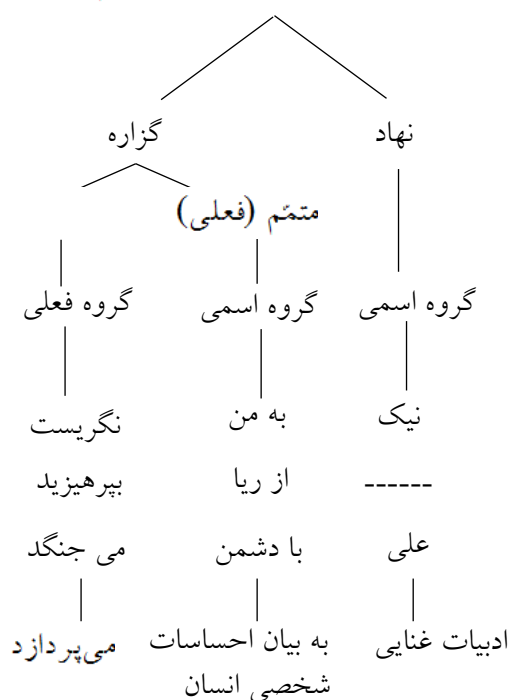 نهاد گزاره
متمّم (فعلی)
گروه اسمی گروه اسمی گروه فعلی
نیک به من نگریست
------ از ریا بپرهیزید
علی با دشمن می جنگد
ادبیات غنایی به بیان احساسات می‌پردازد
شخصی انسان